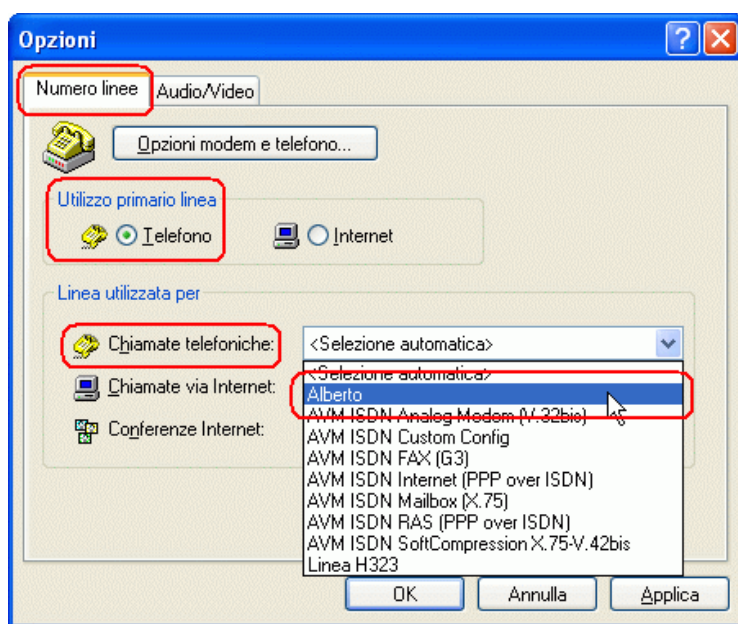 Opzioni
Numero linee
Audio/Video
Opzioni modem e telefono...
Utilizzo primario linea
Telefono
Internet
Linea utilizzata per
Chiamate telefoniche:
<Selezione automatica>
<Selezione automatica>
Chiamate via Internet:
Alberto
AVM ISDN Analog Modem (V.32bis)
Conferenze Internet:
AVM ISDN Custom Config
AVM ISDN FAX (G3)
AVM ISDN Internet (PPP over ISDN)
AVM ISDN Mailbox (X.75)
AVM ISDN RAS (PPP over ISDN)
AVM ISDN SoftCompression X.75-V.42bis
Linea H323
OK
Annulla
Applica